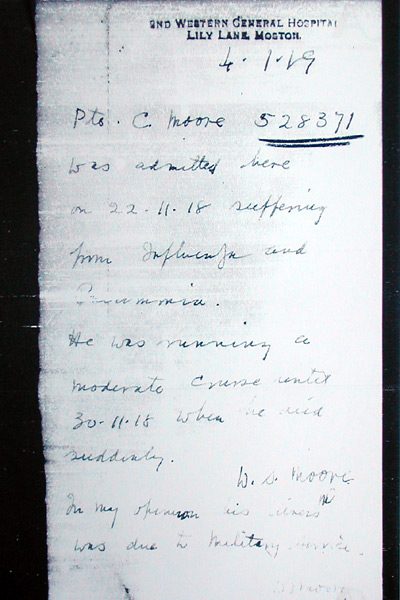 2ND WESTERN GENERAL HOSPITAL
LILY LANE, MOSTON.
4.1.19
Pte. C. Moore 528371
was admitted here
on 22-11-18 suffering
from Influenza and
Pneumonia.
He was running a
moderate course until
30-11-18 when he died
suddenly.
W. S. Moore
In my opinion his illness
was due to Military Service.